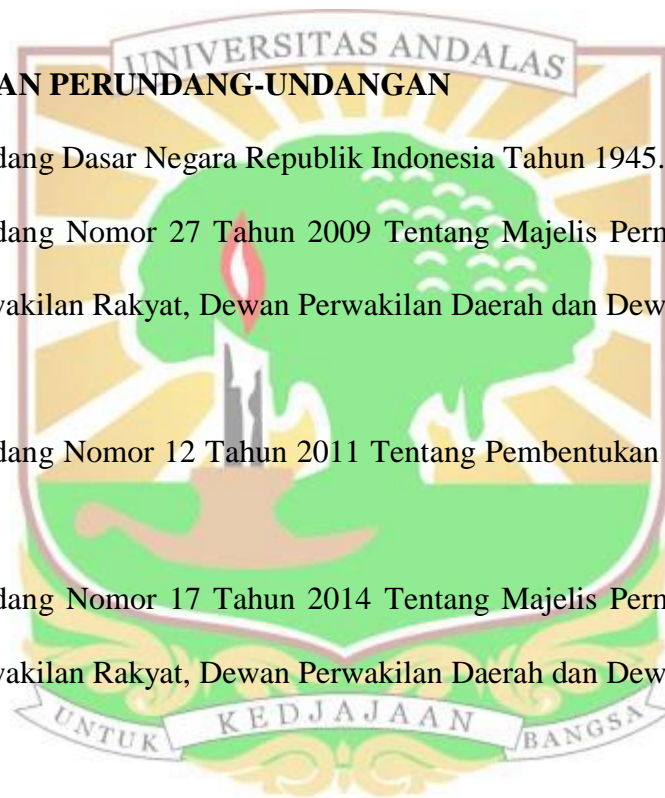 UNIVERSITAS ANDALAS
AN PERUNDANG-UNDANGAN
dang Dasar Negara Republik Indonesia Tahun 1945.
dang Nomor 27 Tahun 2009 Tentang Majelis Perm
vakilan Rakyat, Dewan Perwakilan Daerah dan Dew
dang Nomor 12 Tahun 2011 Tentang Pembentukan
dang Nomor 17 Tahun 2014 Tentang Majelis Perm
vakilan Rakyat, Dewan Perwakilan Daerah dan Dew
UNTUK KEDJAJAAN BANGSA